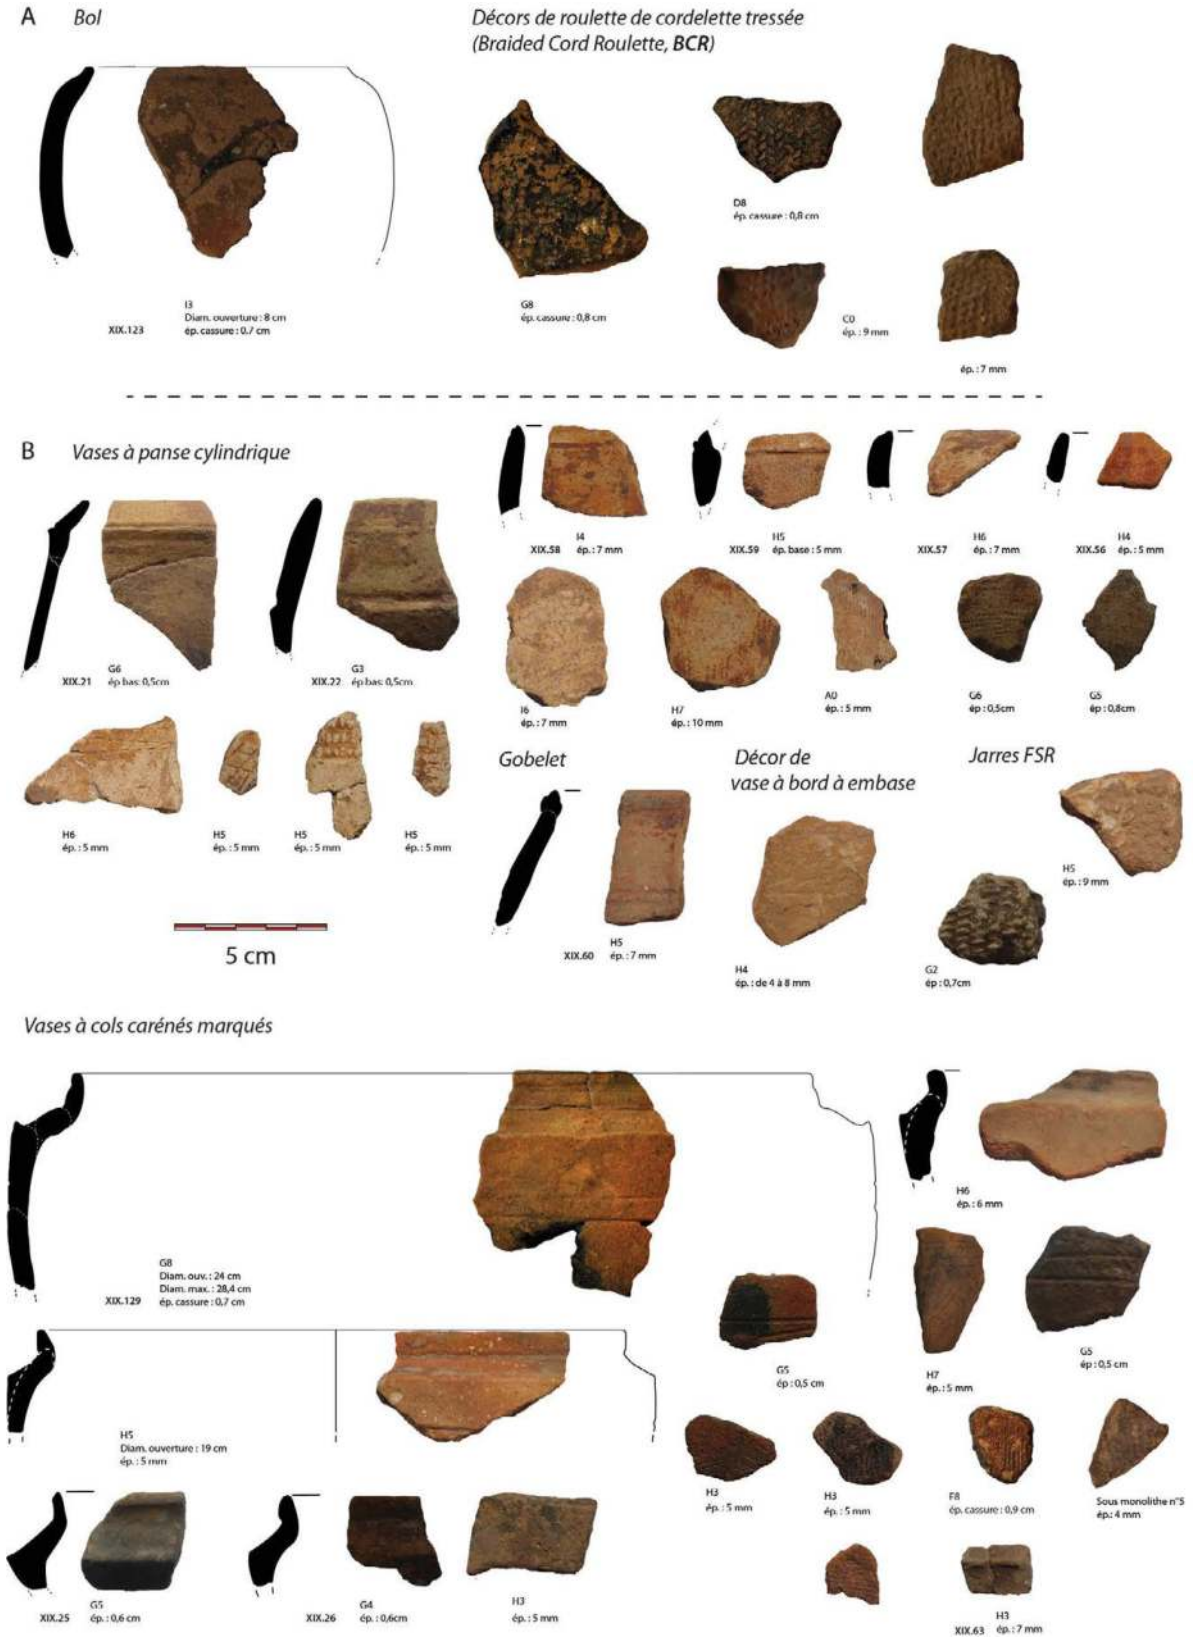 A Bol
Décors de roulette de cordelette tressée
(Braided Cord Roulette, BCR)
I3
Diam. ouverture : 8 cm
XIX.123 ép. cassure : 0.7 cm
G8
ép. cassure : 0,8 cm
D8
ép. cassure : 0,8 cm
C0
ép. : 9 mm
ép. : 7 mm
B Vases à panse cylindrique
G6
XIX.21 ép bas: 0,5cm
G3
XIX.22 ép bas: 0,5cm
I4
XIX.58 ép. : 7 mm
H5
XIX.59 ép. base : 5 mm
H6
XIX.57 ép. : 7 mm
H4
XIX.56 ép. : 5 mm
I6
ép. : 7 mm
H7
ép. : 10 mm
A0
ép. : 5 mm
G6
ép : 0,5cm
G5
ép : 0,8cm
H6
ép. : 5 mm
H5
ép. : 5 mm
H5
ép. : 5 mm
H5
ép. : 5 mm
5 cm
Gobelet
H5
XIX.60 ép. : 7 mm
Décor de
vase à bord à embase
H4
ép. : de 4 à 8 mm
Jarres FSR
H5
ép. : 9 mm
G2
ép : 0,7cm
Vases à cols carénés marqués
G8
Diam. ouv. : 24 cm
Diam. max. : 28,4 cm
XIX.129 ép. cassure : 0,7 cm
H6
ép. : 6 mm
G5
ép : 0,5 cm
H7
ép. : 5 mm
G5
ép : 0,5 cm
H5
Diam. ouverture : 19 cm
ép. : 5 mm
H3
ép. : 5 mm
H3
ép. : 5 mm
F8
ép. cassure : 0,9 cm
Sous monolithe n°5
ép.: 4 mm
G5
XIX.25 ép. : 0,6 cm
G4
XIX.26 ép. : 0,6cm
H3
ép. : 5 mm
H3
XIX.63 ép. : 7 mm